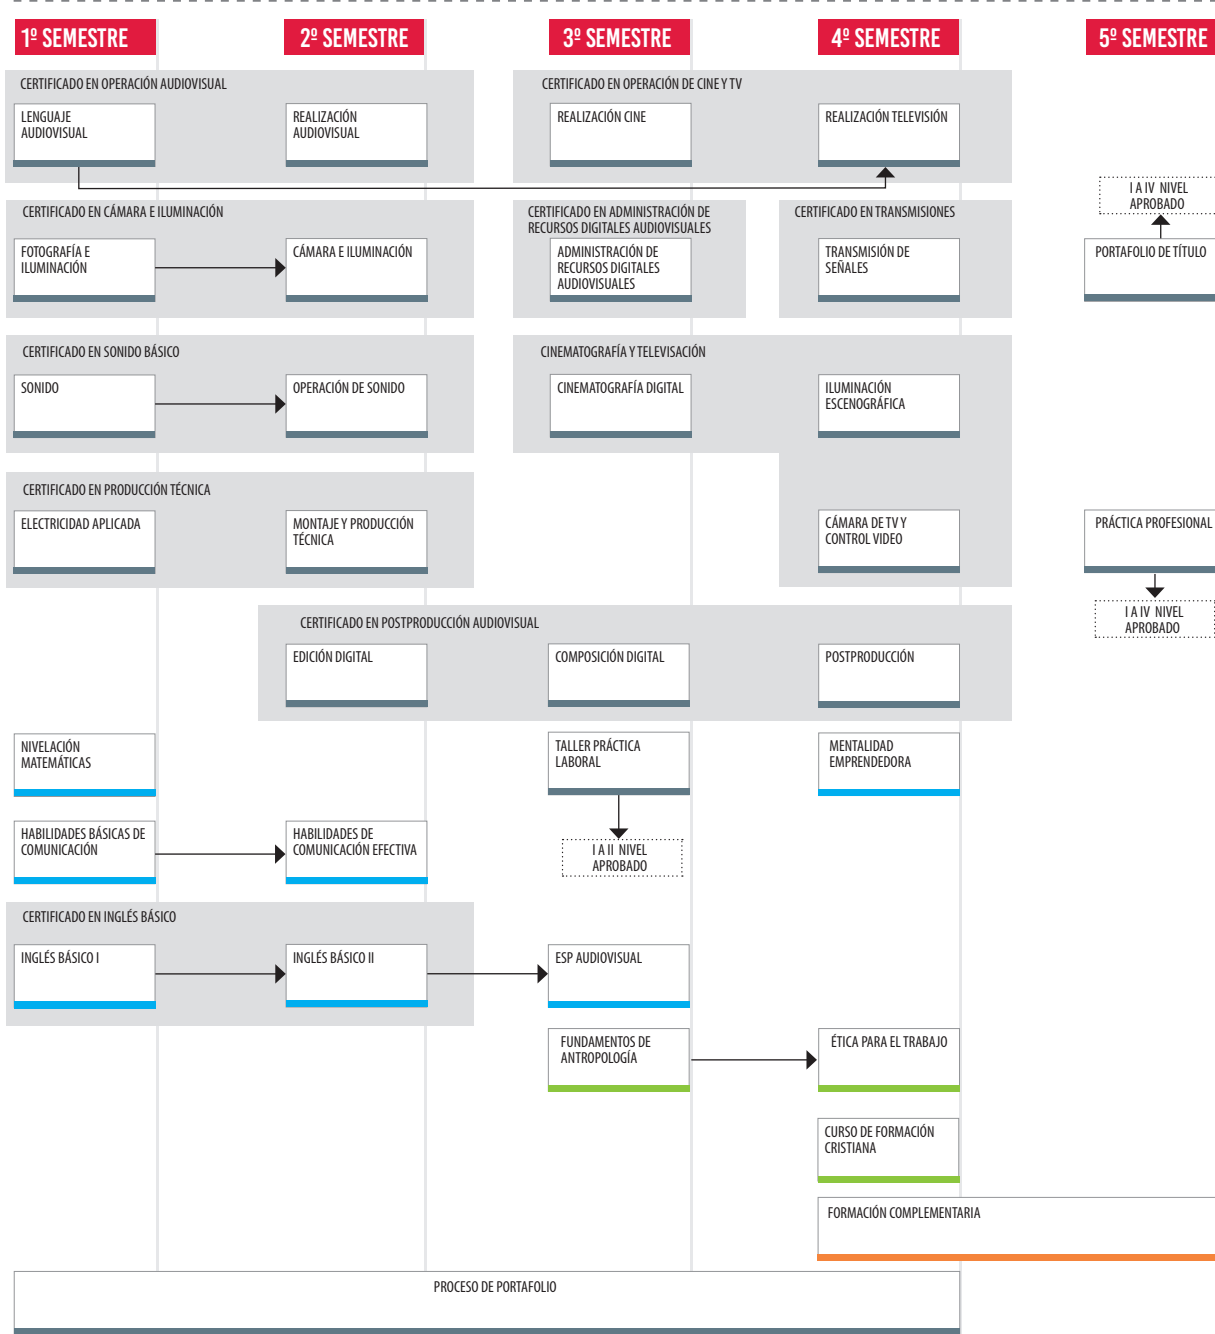 1º SEMESTRE
2º SEMESTRE
3º SEMESTRE
4º SEMESTRE
5º SEMESTRE
CERTIFICADO EN OPERACIÓN AUDIOVISUAL
CERTIFICADO EN OPERACIÓN DE CINE Y TV
LENGUAJE
AUDIOVISUAL
REALIZACIÓN
AUDIOVISUAL
REALIZACIÓN CINE
REALIZACIÓN TELEVISIÓN
I A IV NIVEL
APROBADO
CERTIFICADO EN CÁMARA E ILUMINACIÓN
CERTIFICADO EN ADMINISTRACIÓN DE
RECURSOS DIGITALES AUDIOVISUALES
CERTIFICADO EN TRANSMISIONES
FOTOGRAFÍA E
ILUMINACIÓN
CÁMARA E ILUMINACIÓN
ADMINISTRACIÓN DE
RECURSOS DIGITALES
AUDIOVISUALES
TRANSMISIÓN DE
SEÑALES
PORTAFOLIO DE TÍTULO
CERTIFICADO EN SONIDO BÁSICO
CINEMATOGRAFÍA Y TELEVISACIÓN
SONIDO
OPERACIÓN DE SONIDO
CINEMATOGRAFÍA DIGITAL
ILUMINACIÓN
ESCENOGRÁFICA
CERTIFICADO EN PRODUCCIÓN TÉCNICA
ELECTRICIDAD APLICADA
MONTAJE Y PRODUCCIÓN
TÉCNICA
CÁMARA DE TV Y
CONTROL VIDEO
PRÁCTICA PROFESIONAL
I A IV NIVEL
APROBADO
CERTIFICADO EN POSTPRODUCCIÓN AUDIOVISUAL
EDICIÓN DIGITAL
COMPOSICIÓN DIGITAL
POSTPRODUCCIÓN
NIVELACIÓN
MATEMÁTICAS
TALLER PRÁCTICA
LABORAL
MENTALIDAD
EMPRENDEDORA
HABILIDADES BÁSICAS DE
COMUNICACIÓN
HABILIDADES DE
COMUNICACIÓN EFECTIVA
I A II NIVEL
APROBADO
CERTIFICADO EN INGLÉS BÁSICO
INGLÉS BÁSICO I
INGLÉS BÁSICO II
ESP AUDIOVISUAL
FUNDAMENTOS DE
ANTROPOLOGÍA
ÉTICA PARA EL TRABAJO
CURSO DE FORMACIÓN
CRISTIANA
FORMACIÓN COMPLEMENTARIA
PROCESO DE PORTAFOLIO